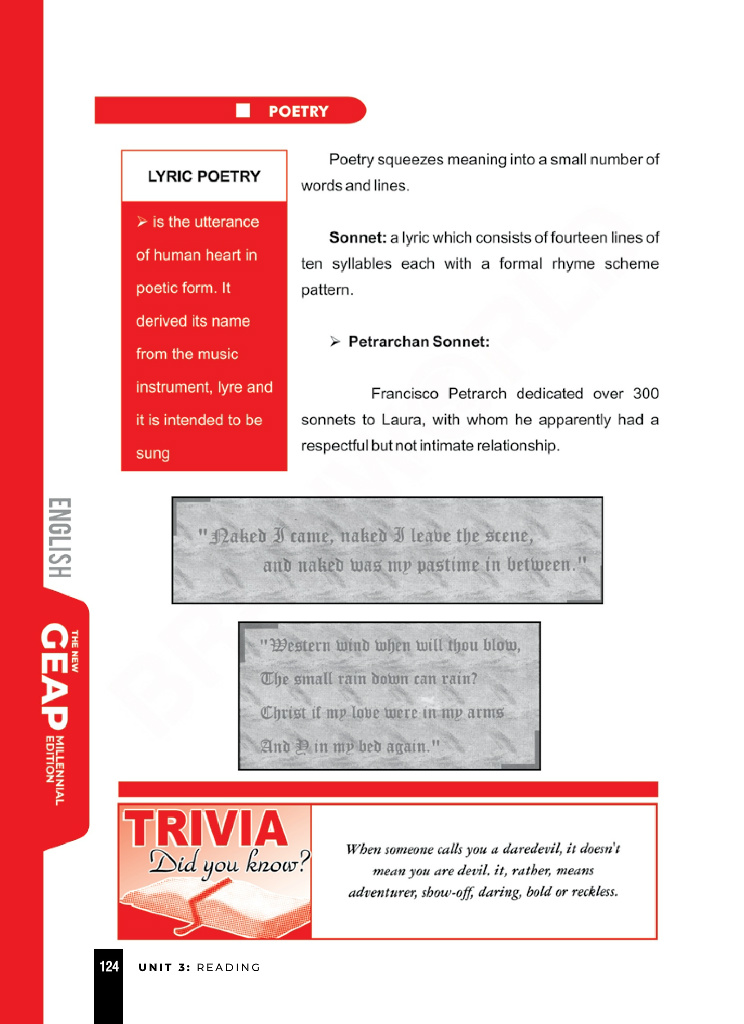 POETRY
LYRIC POETRY
➢ is the utterance
of human heart in
poetic form. It
derived its name
from the music
instrument, lyre and
it is intended to be
sung
Poetry squeezes meaning into a small number of
words and lines.
Sonnet: a lyric which consists of fourteen lines of
ten syllables each with a formal rhyme scheme
pattern.
➢ Petrarchan Sonnet:
Francisco Petrarch dedicated over 300
sonnets to Laura, with whom he apparently had a
respectful but not intimate relationship.
"Naked I came, naked I leave the scene,
and naked was my pastime in between."
"Western wind when will thou blow,
The small rain down can rain?
Christ if my love were in my arms
And Y in my bed again."
ENGLISH
THE NEW
GEAP
MILLENNIAL
EDITION
TRIVIA
Did you know?
When someone calls you a daredevil, it doesn't
mean you are devil. it, rather, means
adventurer, show-off, daring, bold or reckless.
124 UNIT 3: READING